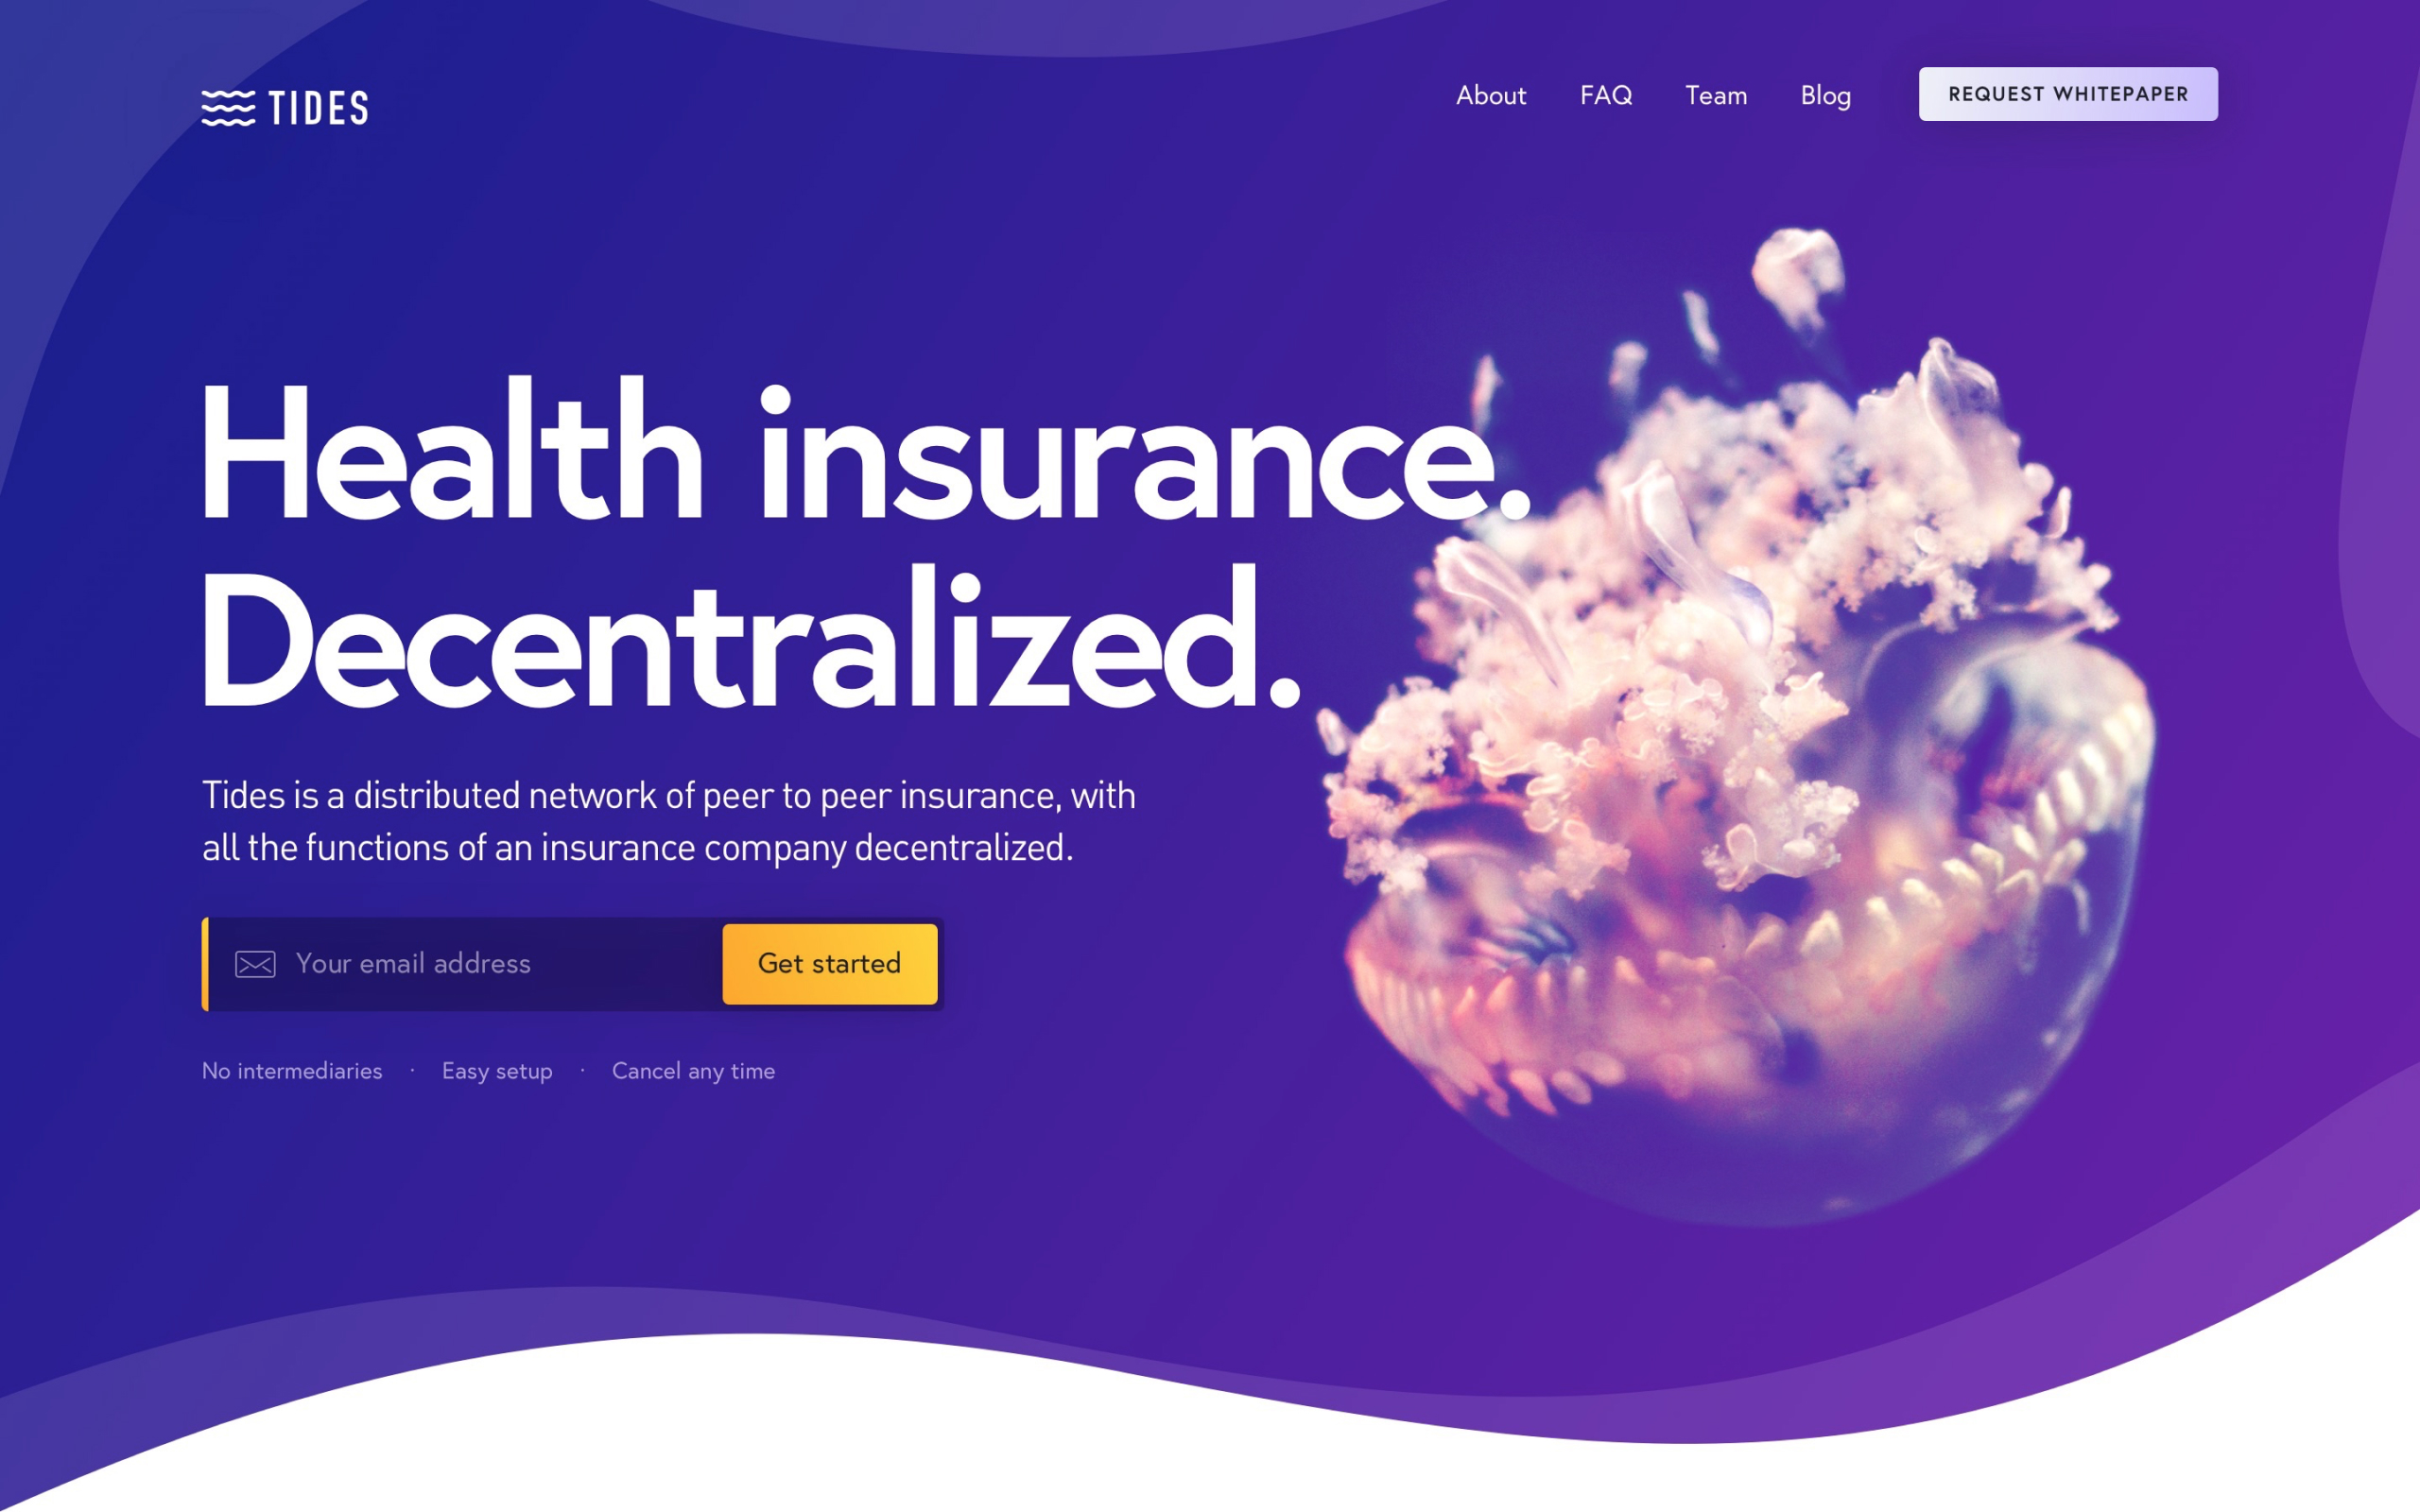 TIDES
About FAQ Team Blog REQUEST WHITEPAPER
Health insurance.
Decentralized.
Tides is a distributed network of peer to peer insurance, with
all the functions of an insurance company decentralized.
Your email address Get started
No intermediaries · Easy setup · Cancel any time